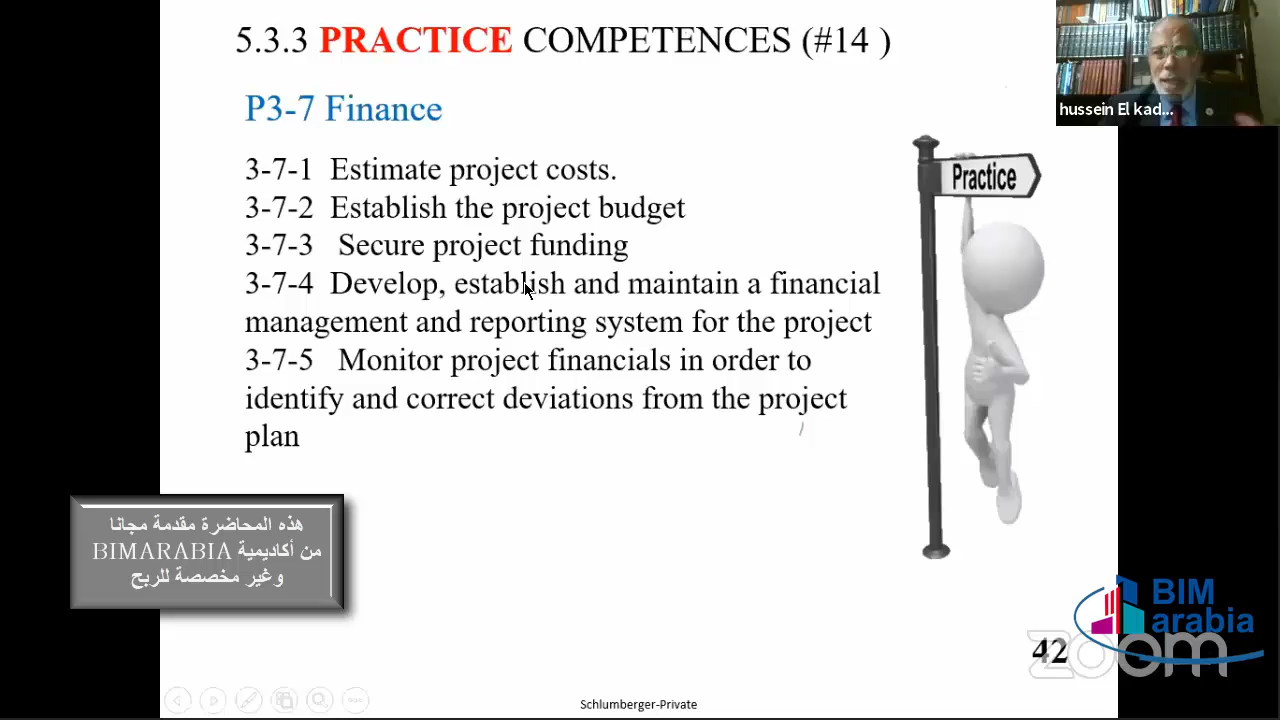 5.3.3 PRACTICE COMPETENCES (#14 )
hussein El kad...
P3-7 Finance
3-7-1 Estimate project costs.
3-7-2 Establish the project budget
3-7-3 Secure project funding
3-7-4 Develop, establish and maintain a financial
management and reporting system for the project
3-7-5 Monitor project financials in order to
identify and correct deviations from the project
plan
Practice
هذه المحاضرة مقدمة مجانا
من أكاديمية BIMARABIA
وغير مخصصة للربح
BIM
arabia
zoom
42
Schlumberger-Private